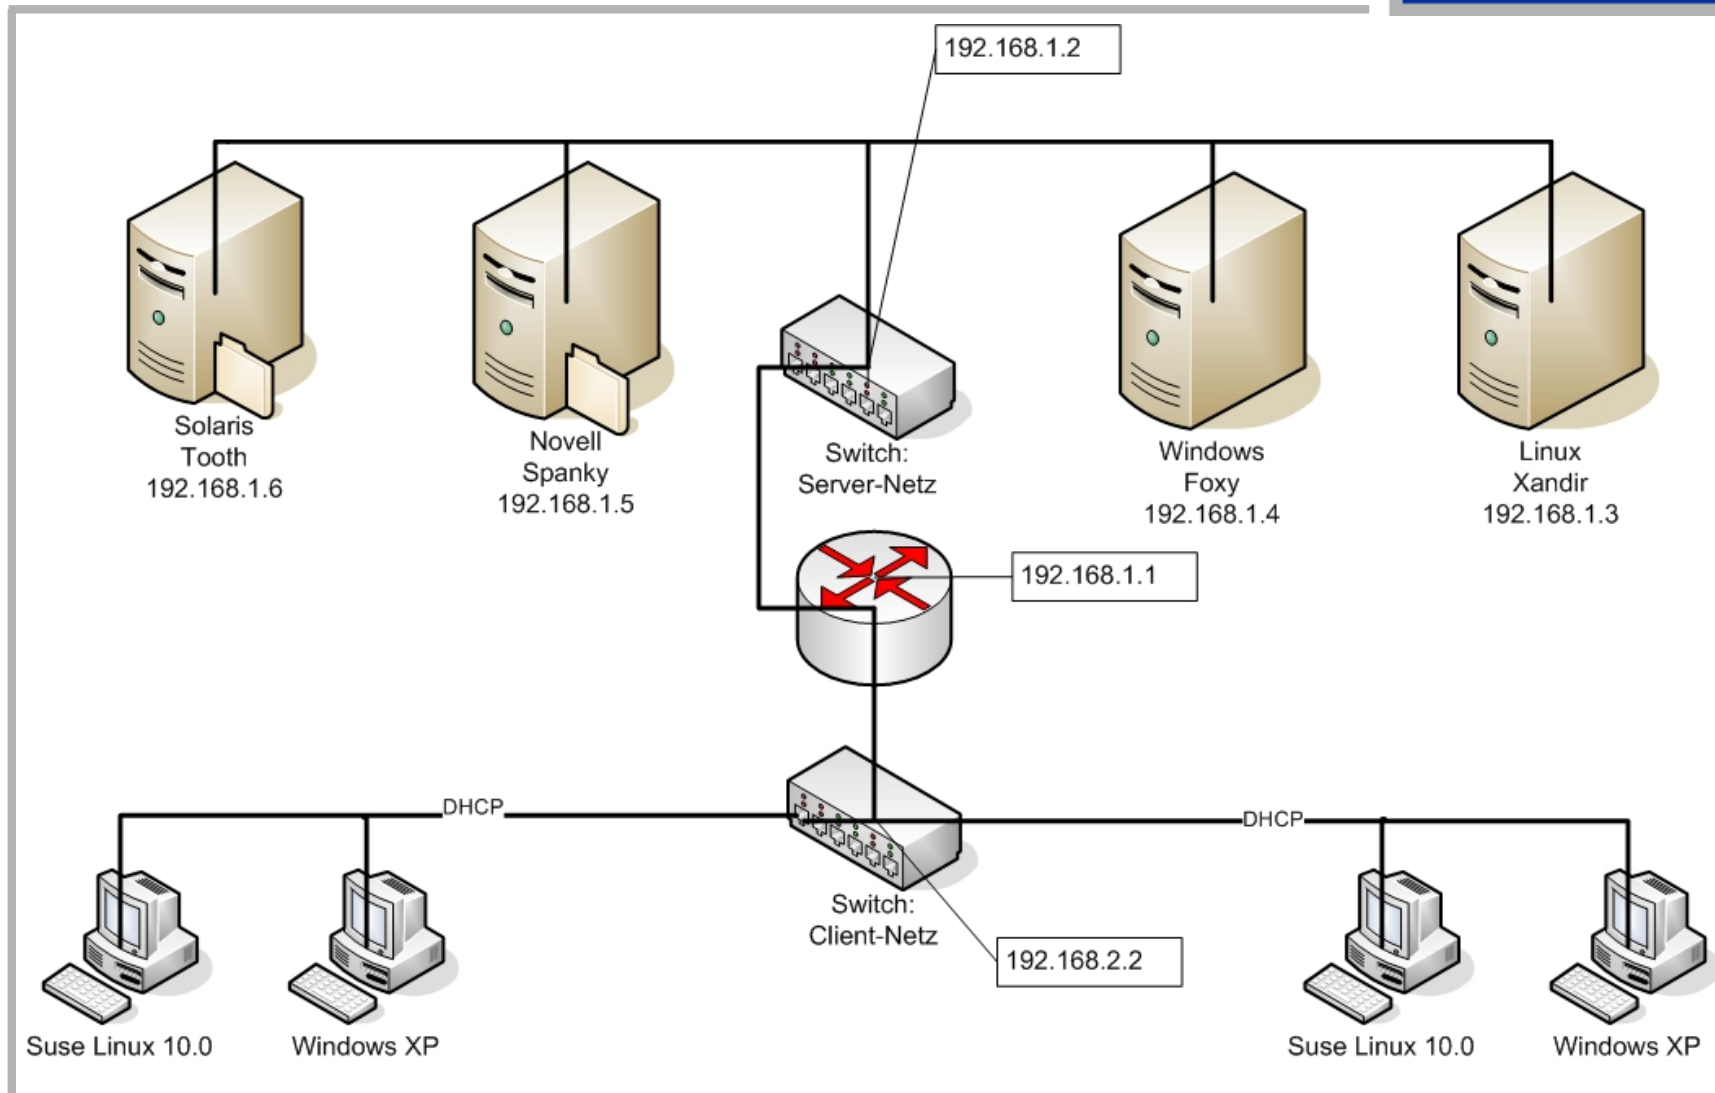 192.168.1.2
Solaris
Tooth
192.168.1.6
Novell
Spanky
192.168.1.5
Switch:
Server-Netz
Windows
Foxy
192.168.1.4
Linux
Xandir
192.168.1.3
192.168.1.1
DHCP
DHCP
Switch:
Client-Netz
192.168.2.2
Suse Linux 10.0
Windows XP
Suse Linux 10.0
Windows XP